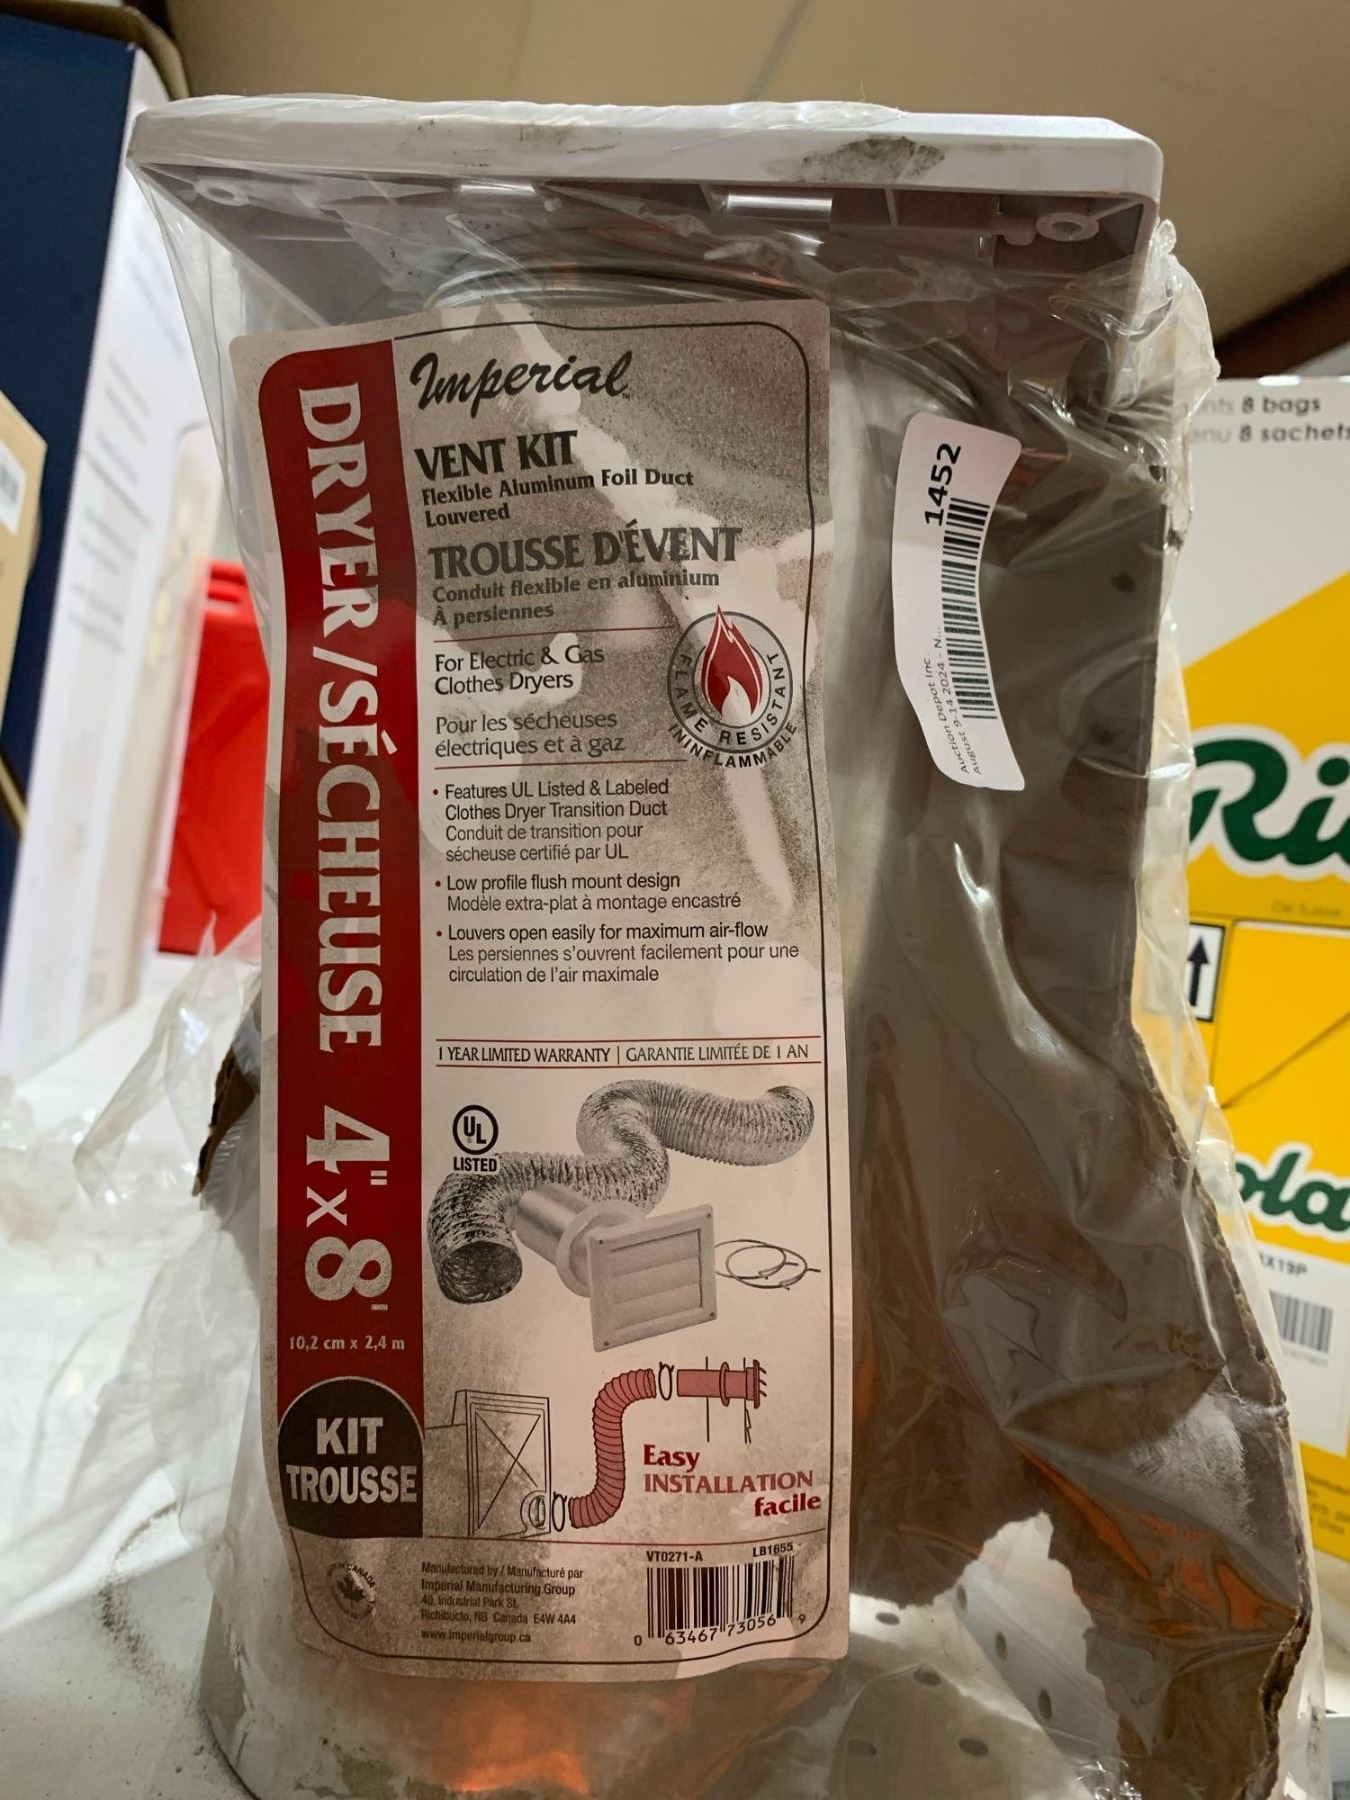 Imperial
DRYER/SÉCHEUSE 4" x 8'
10,2 cm x 2,4 m
KIT
TROUSSE
VENT KIT
Flexible Aluminum Foil Duct
Louvered
TROUSSE D'ÉVENT
Conduit flexible en aluminium
À persiennes
For Electric & Gas
Clothes Dryers
Pour les sécheuses
électriques et à gaz
FLAME RESISTANT
ININFLAMMABLE
• Features UL Listed & Labeled
Clothes Dryer Transition Duct
Conduit de transition pour
sécheuse certifié par UL
• Low profile flush mount design
Modèle extra-plat à montage encastré
• Louvers open easily for maximum air-flow
Les persiennes s'ouvrent facilement pour une
circulation de l'air maximale
1 YEAR LIMITED WARRANTY | GARANTIE LIMITÉE DE 1 AN
UL
LISTED
Easy
INSTALLATION
facile
CANADA
Manufactured by / Manufacturé par
Imperial Manufacturing Group
40, Industrial Park St.
Richibucto, NB Canada E4W 4A4
www.imperialgroup.ca
VT0271-A LB1655
0 63467 73056 9
1452
Auction Depot Inc.
August 9-14 2024 - N...
8 bags
8 sachets
Ri
De Suisse
ola
X19P